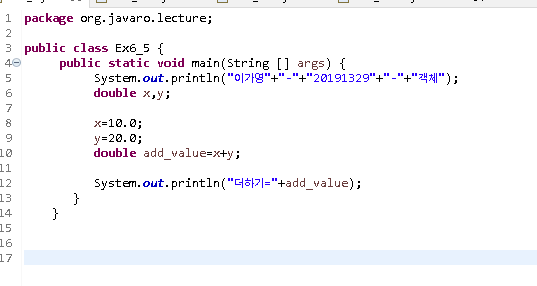 1 package org.javaro.lecture;
2
3 public class Ex6_5 {
4 public static void main(String [] args) {
5 System.out.println("이가영"+"-"+"20191329"+"-"+"객체");
6 double x,y;
7
8 x=10.0;
9 y=20.0;
10 double add_value=x+y;
11
12 System.out.println("더하기="+add_value);
13 }
14 }
15
16
17